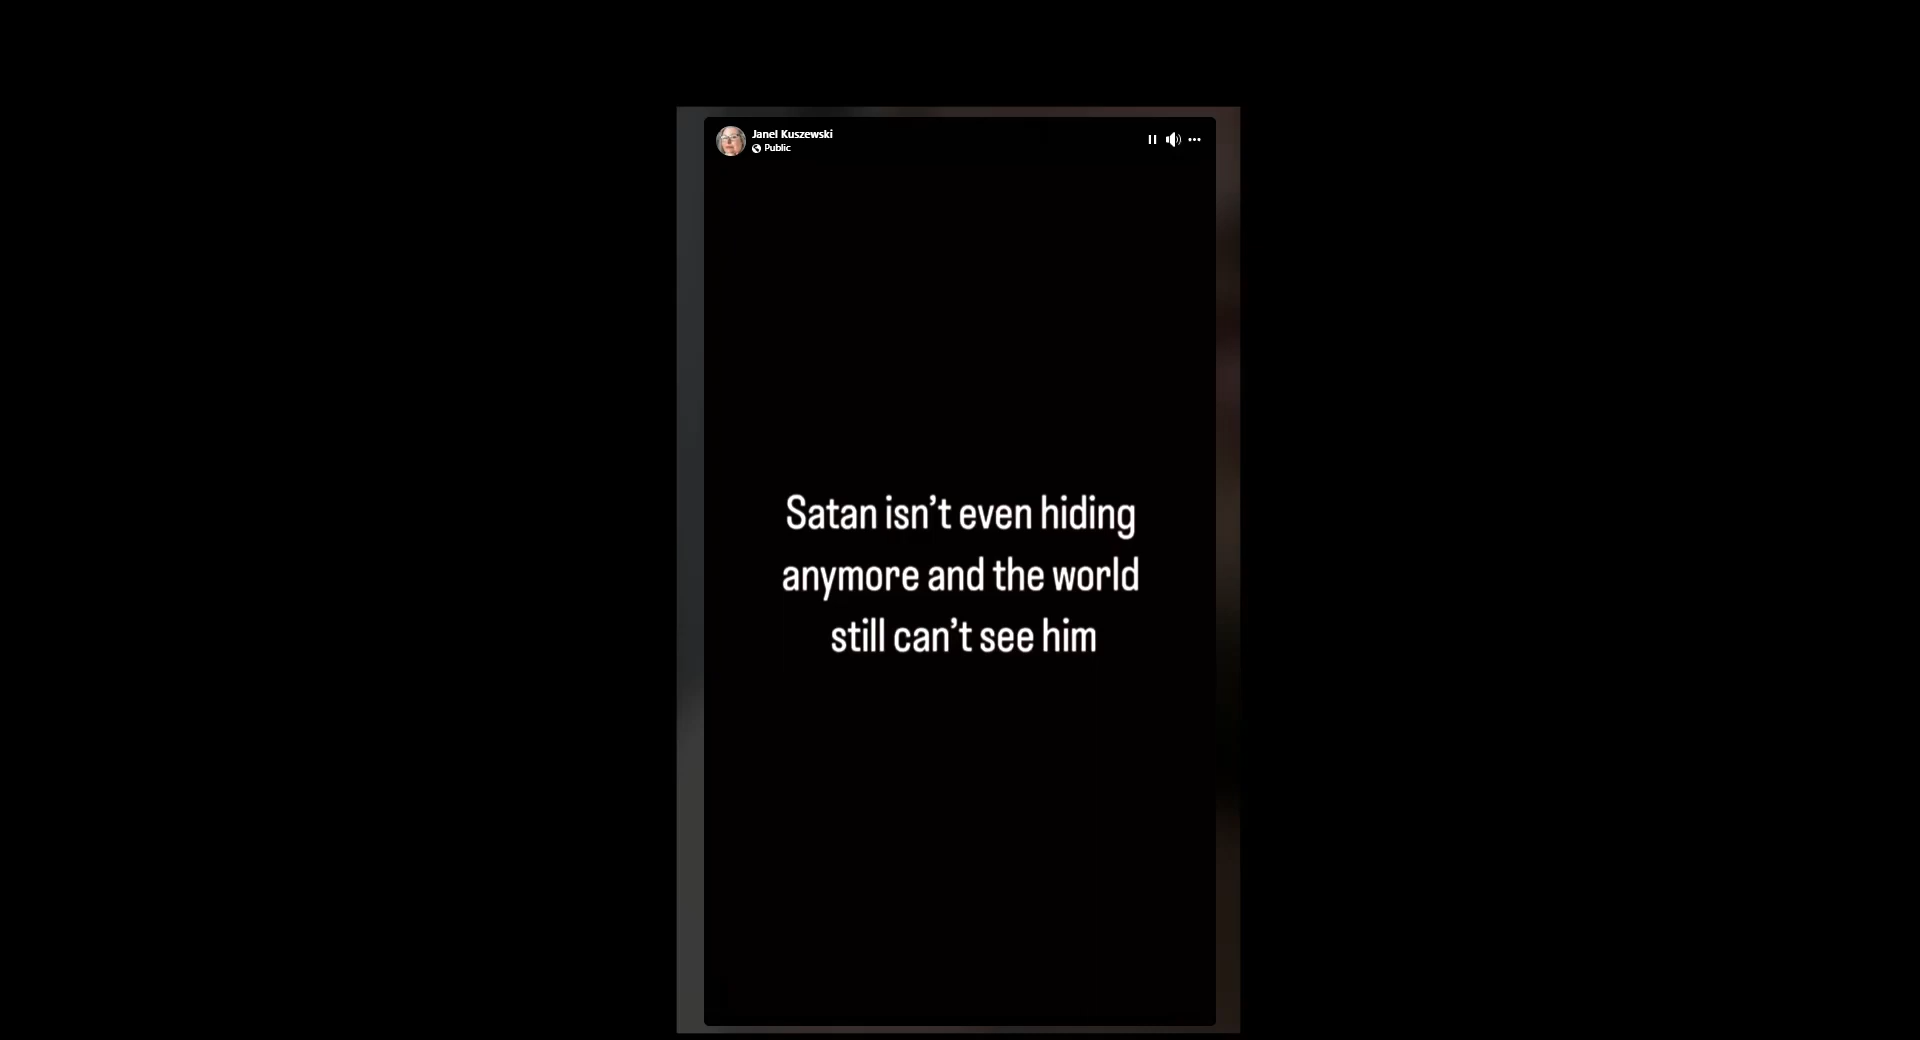 Janel Kuszewski
Public
Satan isn't even hiding
anymore and the world
still can't see him